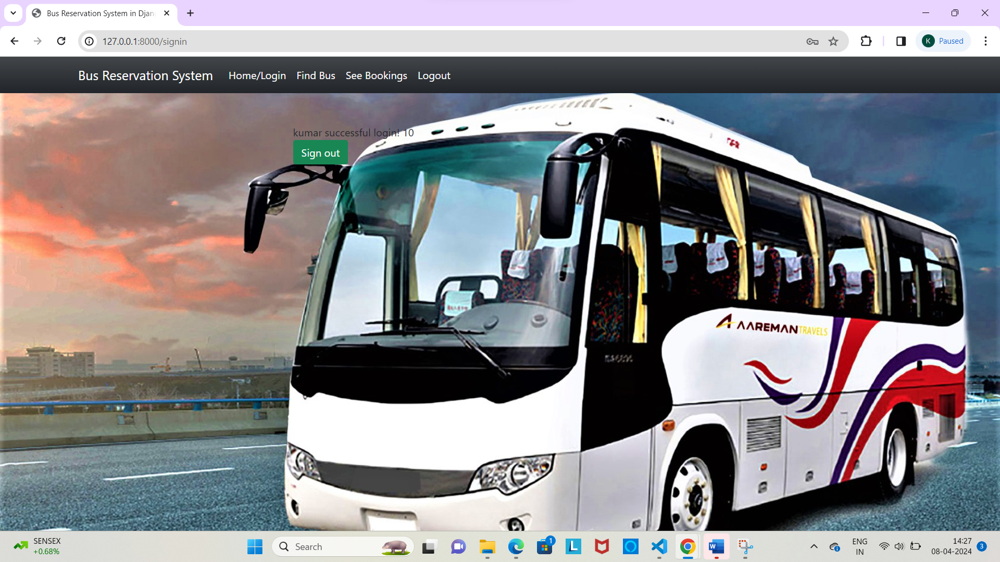 Bus Reservation System in Djan
127.0.0.1:8000/signin
K Paused
Bus Reservation System Home/Login Find Bus See Bookings Logout
kumar successful login! 10
Sign out
AAREMAN TRAVELS
SENSEX
+0.68%
Search
1
L
W
ENG
IN
14:27
08-04-2024
3